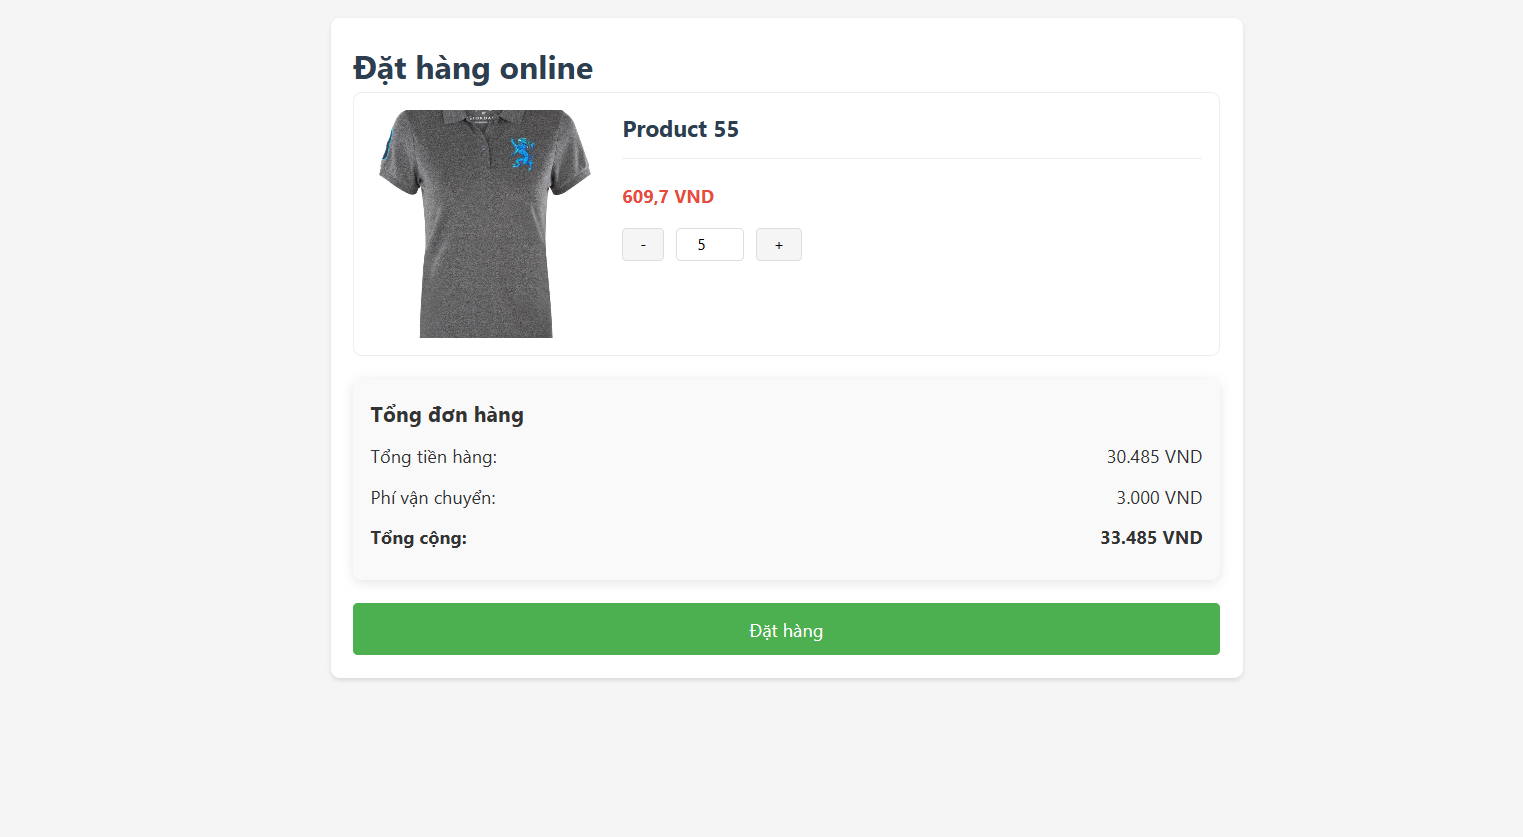 Đặt hàng online
Product 55
609,7 VND
- 5 +
Tổng đơn hàng
Tổng tiền hàng: 30.485 VND
Phí vận chuyển: 3.000 VND
Tổng cộng: 33.485 VND
Đặt hàng